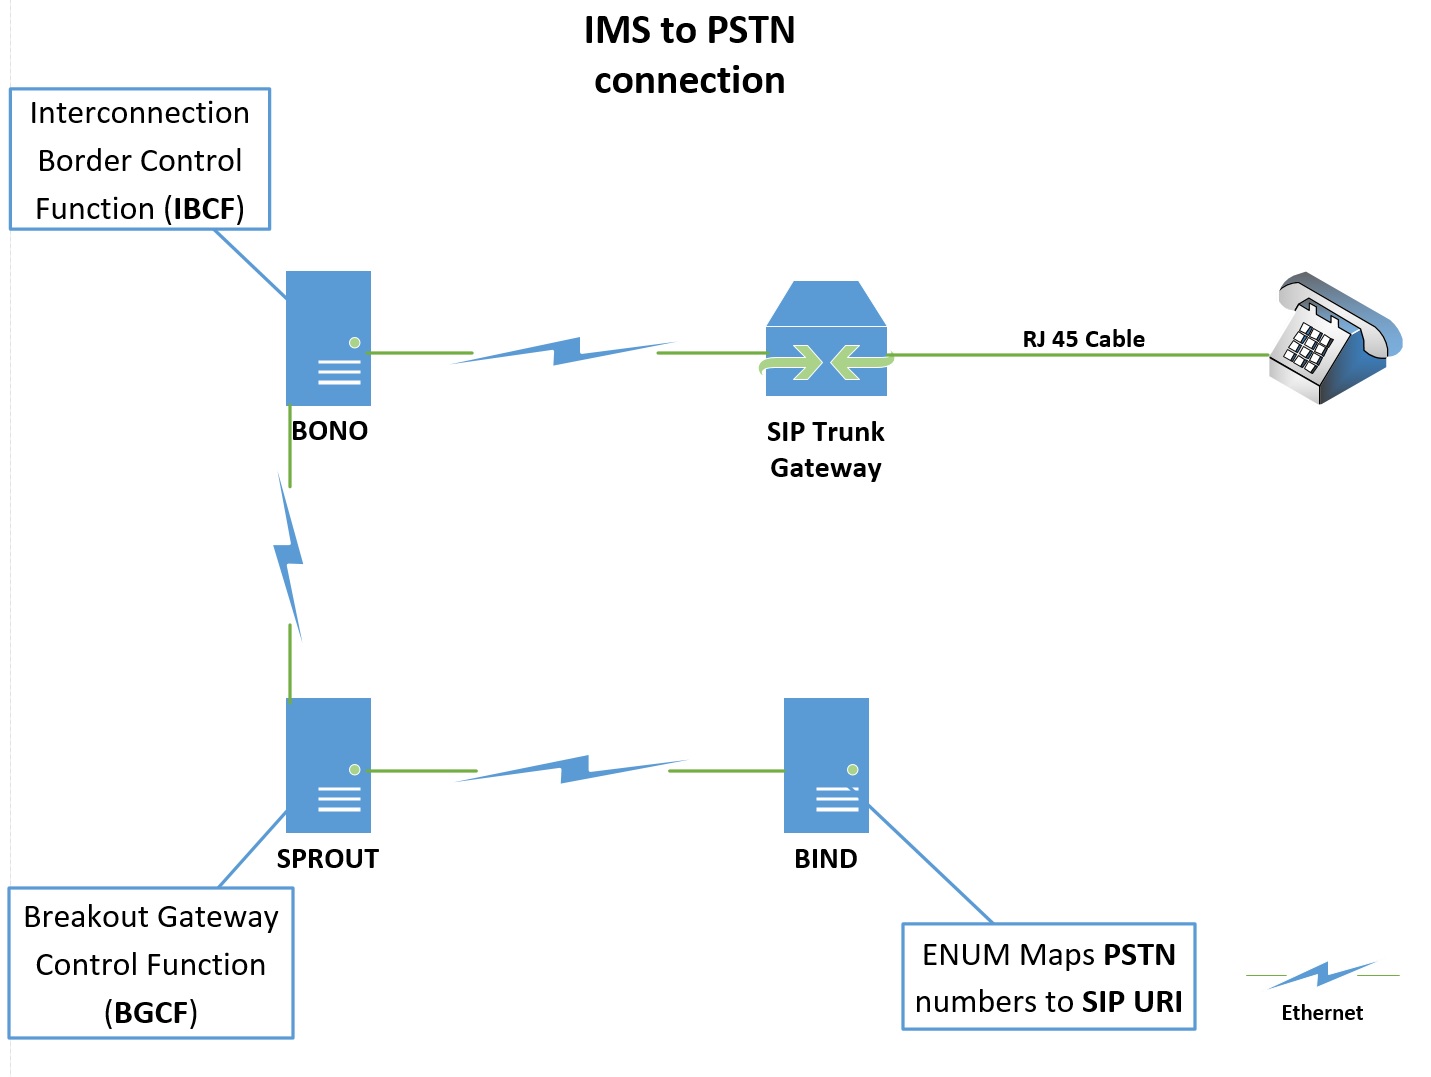 IMS to PSTN
connection
Interconnection
Border Control
Function (IBCF)
RJ 45 Cable
BONO
SIP Trunk
Gateway
SPROUT
BIND
Breakout Gateway
Control Function
(BGCF)
ENUM Maps PSTN
numbers to SIP URI
Ethernet